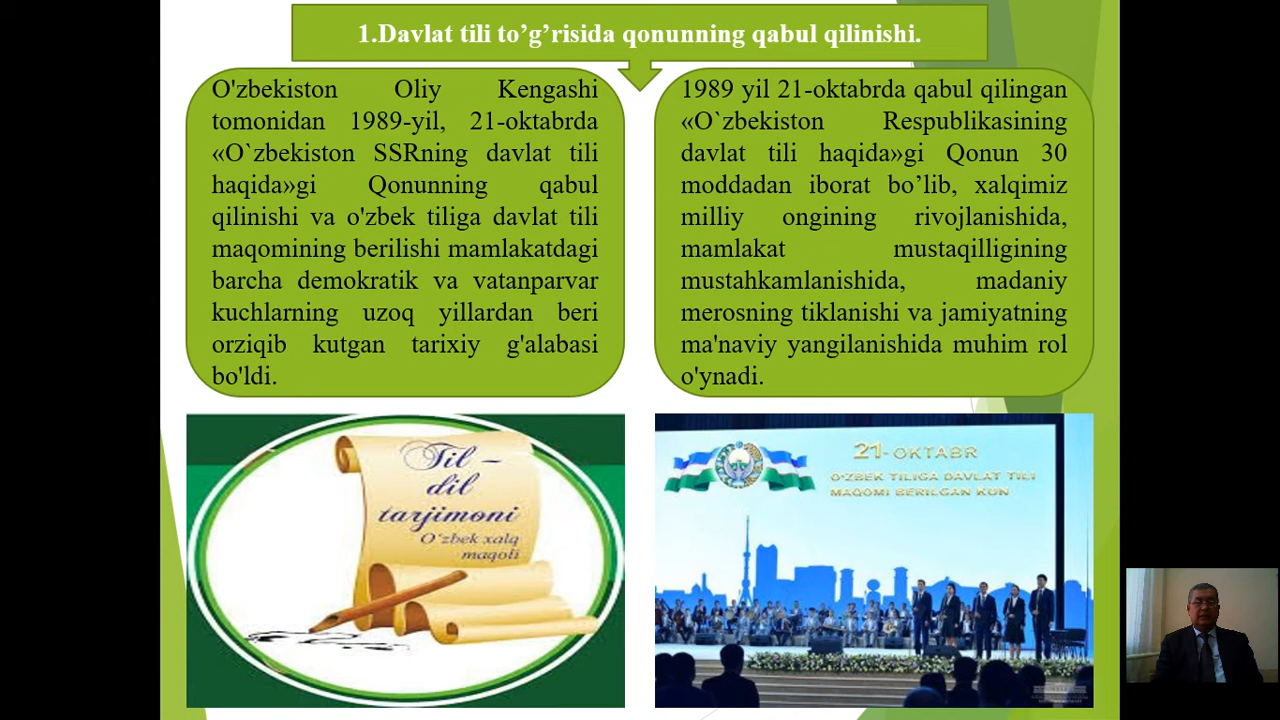 1.Davlat tili to’g’risida qonunning qabul qilinishi.
O'zbekiston Oliy Kengashi
tomonidan 1989-yil, 21-oktabrda
«O`zbekiston SSRning davlat tili
haqida»gi Qonunning qabul
qilinishi va o'zbek tiliga davlat tili
maqomining berilishi mamlakatdagi
barcha demokratik va vatanparvar
kuchlarning uzoq yillardan beri
orziqib kutgan tarixiy g'alabasi
bo'ldi.
1989 yil 21-oktabrda qabul qilingan
«O`zbekiston Respublikasining
davlat tili haqida»gi Qonun 30
moddadan iborat bo’lib, xalqimiz
milliy ongining rivojlanishida,
mamlakat mustaqilligining
mustahkamlanishida, madaniy
merosning tiklanishi va jamiyatning
ma'naviy yangilanishida muhim rol
o'ynadi.
Til –
dil
tarjimoni
O‘zbek xalq
maqoli
21-OKTABR
O‘ZBEK TILIGA DAVLAT TILI
MAQOMI BERILGAN KUN